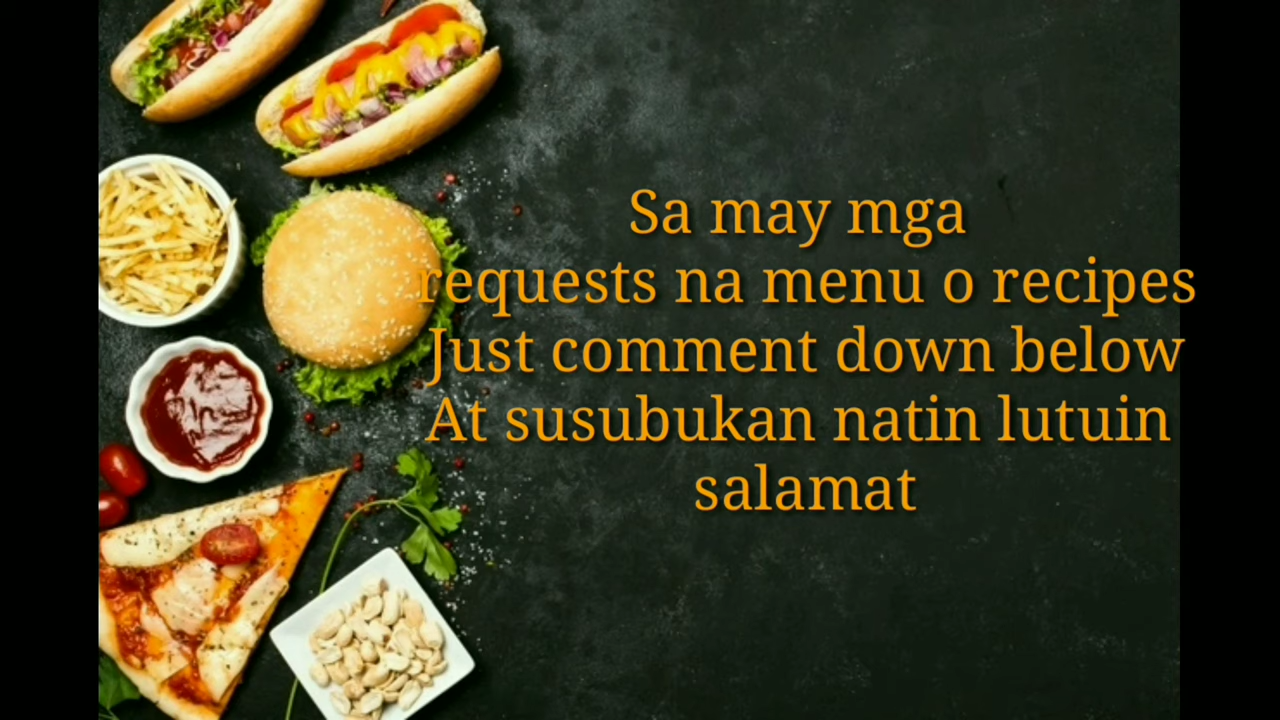 Sa may mga
requests na menu o recipes
Just comment down below
At susubukan natin lutuin
salamat